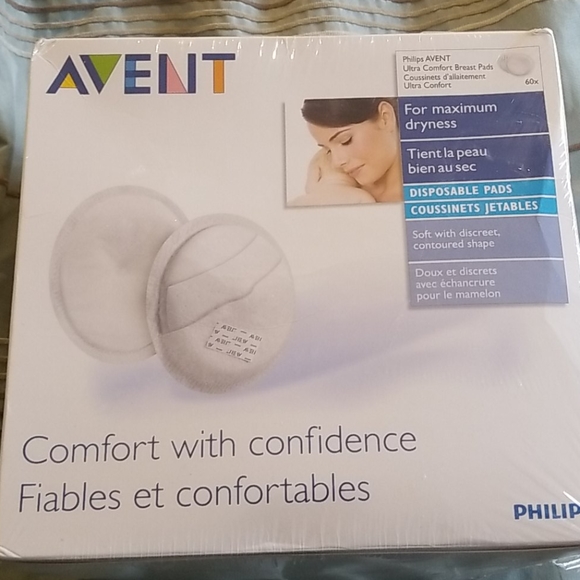 AVENT
Philips AVENT
Ultra Comfort Breast Pads
Coussinets d'allaitement
Ultra Confort
60x
For maximum
dryness
Tient la peau
bien au sec
DISPOSABLE PADS
COUSSINETS JETABLES
Soft with discreet,
contoured shape
Doux et discrets
avec échancrure
pour le mamelon
Comfort with confidence
Fiables et confortables
PHILIP